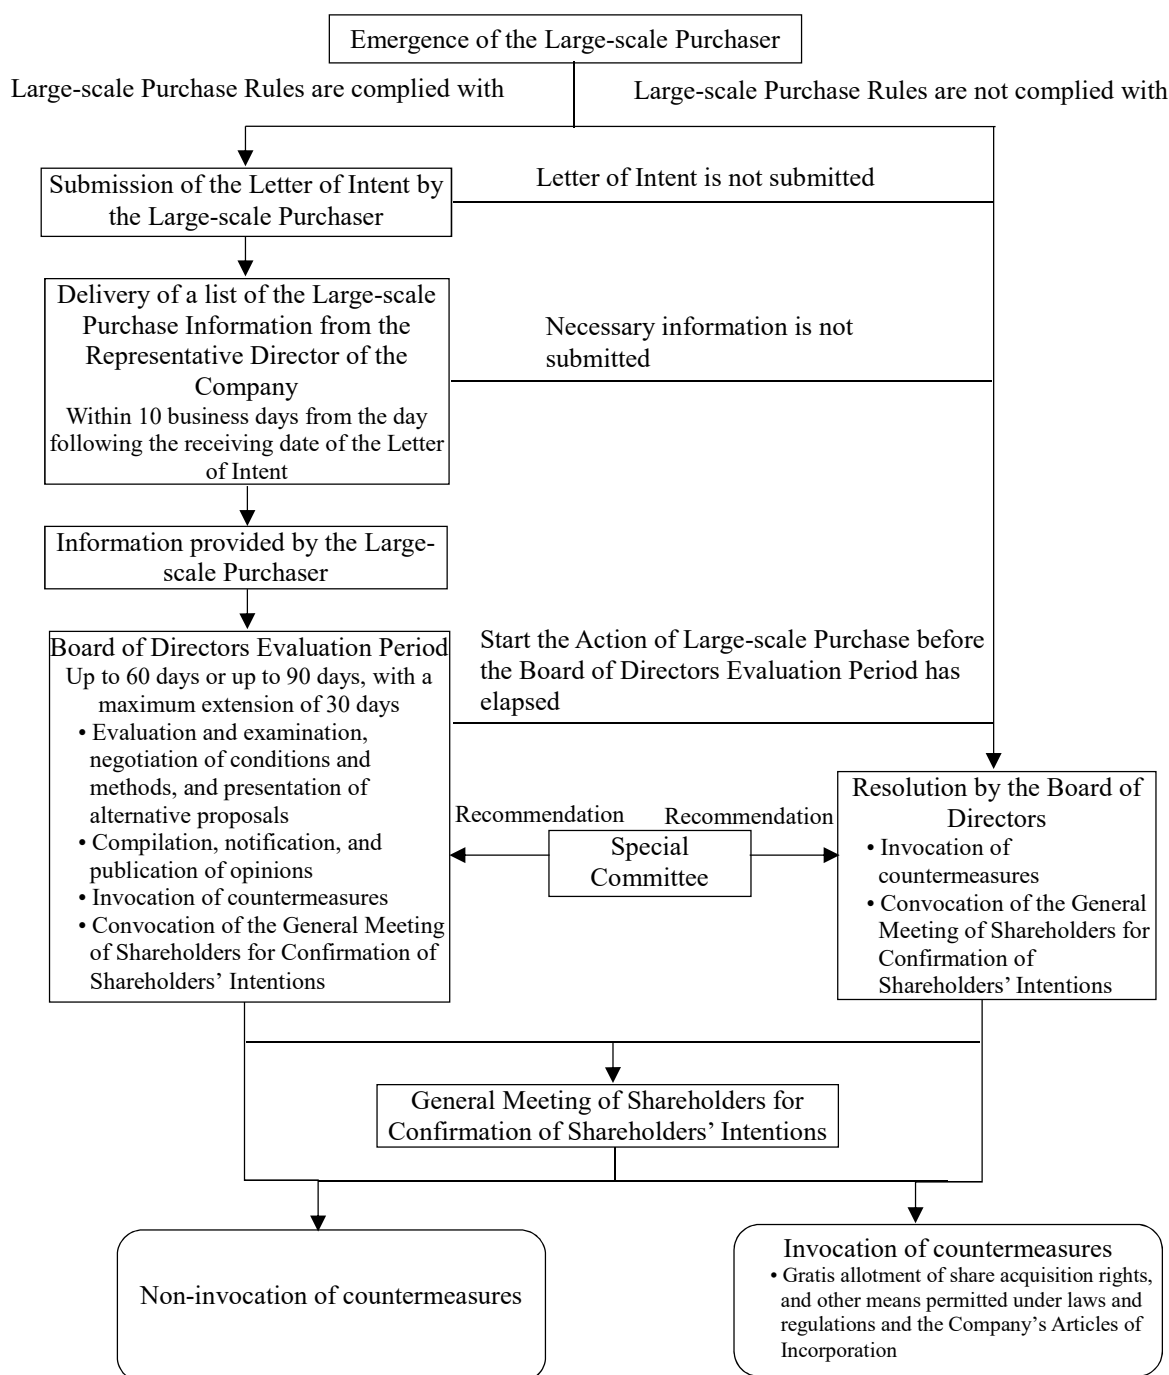 Emergence of the Large-scale Purchaser
Large-scale Purchase Rules are complied with
Large-scale Purchase Rules are not complied with
Submission of the Letter of Intent by
the Large-scale Purchaser
Letter of Intent is not submitted
Delivery of a list of the Large-scale
Purchase Information from the
Representative Director of the
Company
Within 10 business days from the day
following the receiving date of the Letter
of Intent
Necessary information is not
submitted
Information provided by the Large-
scale Purchaser
Board of Directors Evaluation Period
Up to 60 days or up to 90 days, with a
maximum extension of 30 days
• Evaluation and examination,
negotiation of conditions and
methods, and presentation of
alternative proposals
• Compilation, notification, and
publication of opinions
• Invocation of countermeasures
• Convocation of the General Meeting
of Shareholders for Confirmation of
Shareholders’ Intentions
Start the Action of Large-scale Purchase before
the Board of Directors Evaluation Period has
elapsed
Recommendation
Recommendation
Special
Committee
Resolution by the Board of
Directors
• Invocation of
countermeasures
• Convocation of the General
Meeting of Shareholders for
Confirmation of
Shareholders’ Intentions
General Meeting of Shareholders for
Confirmation of Shareholders’ Intentions
Non-invocation of countermeasures
Invocation of countermeasures
• Gratis allotment of share acquisition rights,
and other means permitted under laws and
regulations and the Company’s Articles of
Incorporation